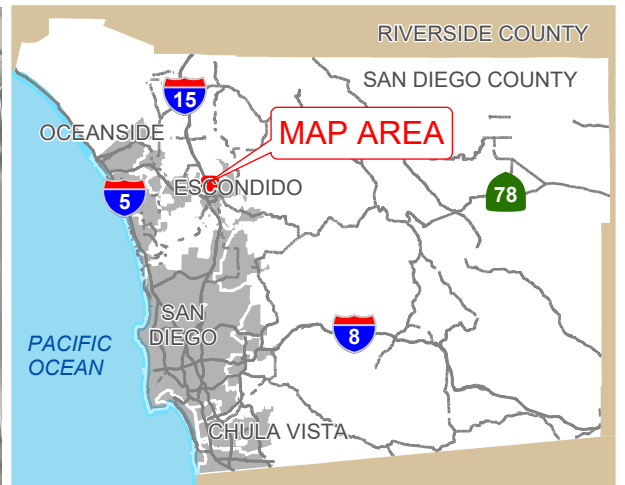 RIVERSIDE COUNTY
SAN DIEGO COUNTY
15
OCEANSIDE
MAP AREA
ESCONDIDO
5
78
SAN
DIEGO
8
PACIFIC
OCEAN
CHULA VISTA